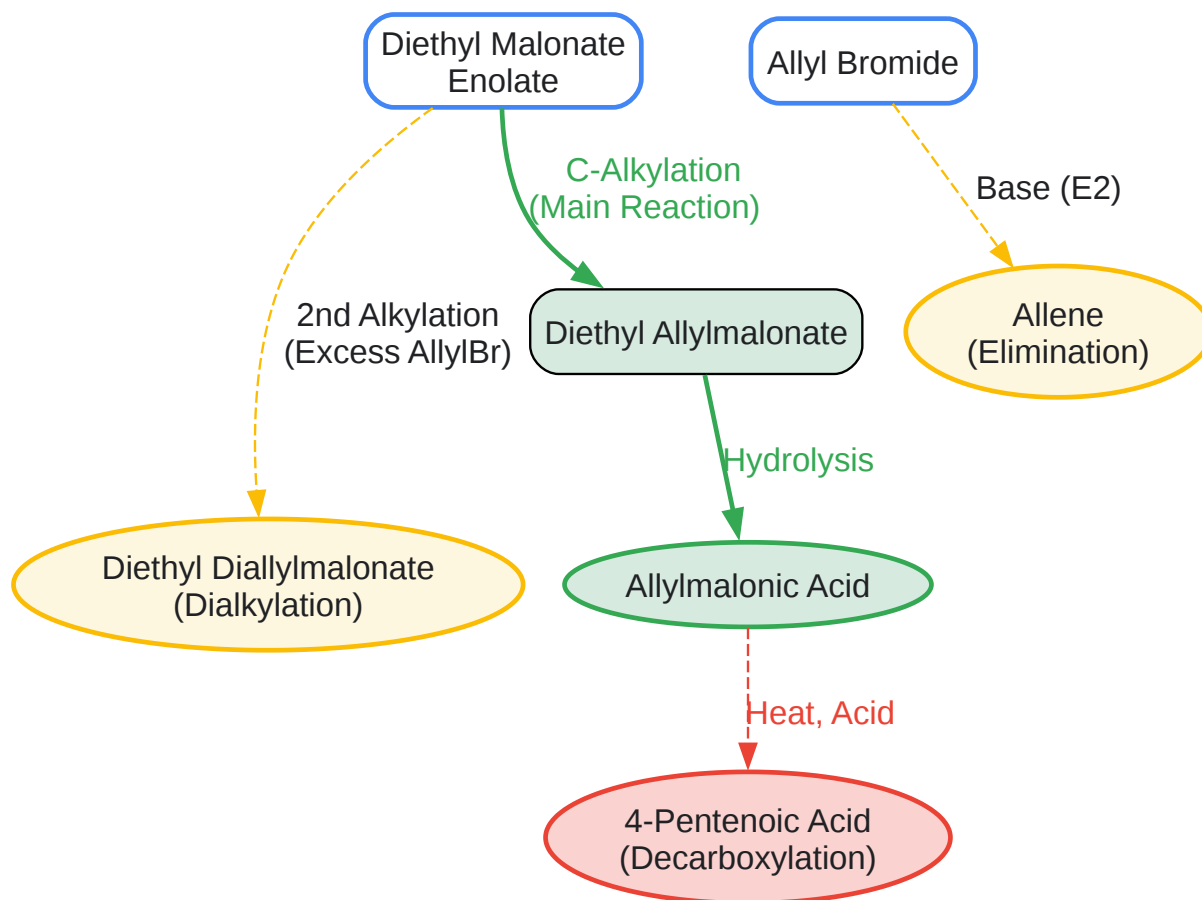 Diethyl Malonate
Enolate
Allyl Bromide
C-Alkylation
(Main Reaction)
Base (E2)
2nd Alkylation
(Excess AllylBr)
Diethyl Allylmalonate
Allene
(Elimination)
Hydrolysis
Diethyl Diallylmalonate
(Dialkylation)
Allylmalonic Acid
Heat, Acid
4-Pentenoic Acid
(Decarboxylation)